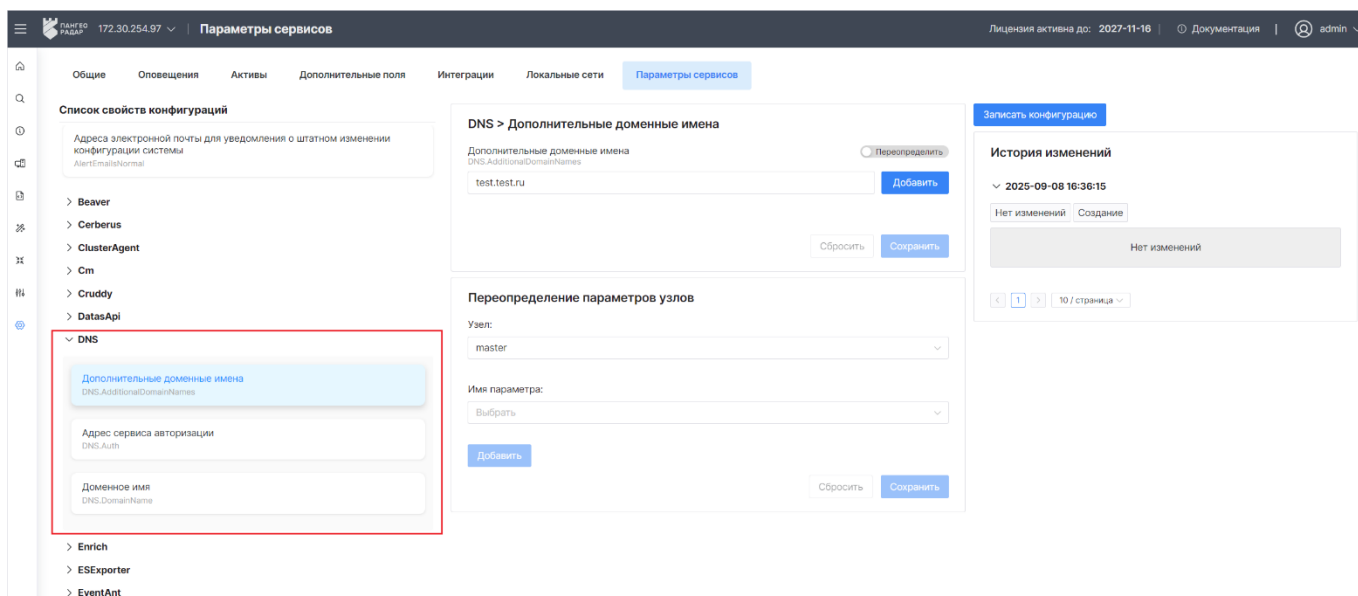 ПАНГЕО РАДАР 172.30.254.97 Параметры сервисов Лицензия активна до: 2027-11-16 Документация admin
Общие Оповещения Активы Дополнительные поля Интеграции Локальные сети Параметры сервисов
Список свойств конфигураций
Адреса электронной почты для уведомления о штатном изменении
конфигурации системы
AlertEmailsNormal
Beaver
Cerberus
ClusterAgent
Cm
Cruddy
DatasApi
DNS
Дополнительные доменные имена
DNS.AdditionalDomainNames
Адрес сервиса авторизации
DNS.Auth
Доменное имя
DNS.DomainName
Enrich
ESExporter
EventAnt
DNS > Дополнительные доменные имена
Дополнительные доменные имена
DNS.AdditionalDomainNames
Переопределить
test.test.ru Добавить
Сбросить Сохранить
Переопределение параметров узлов
Узел:
master
Имя параметра:
Выбрать
Добавить
Сбросить Сохранить
Записать конфигурацию
История изменений
2025-09-08 16:36:15
Нет изменений Создание
Нет изменений
1 10 / страница